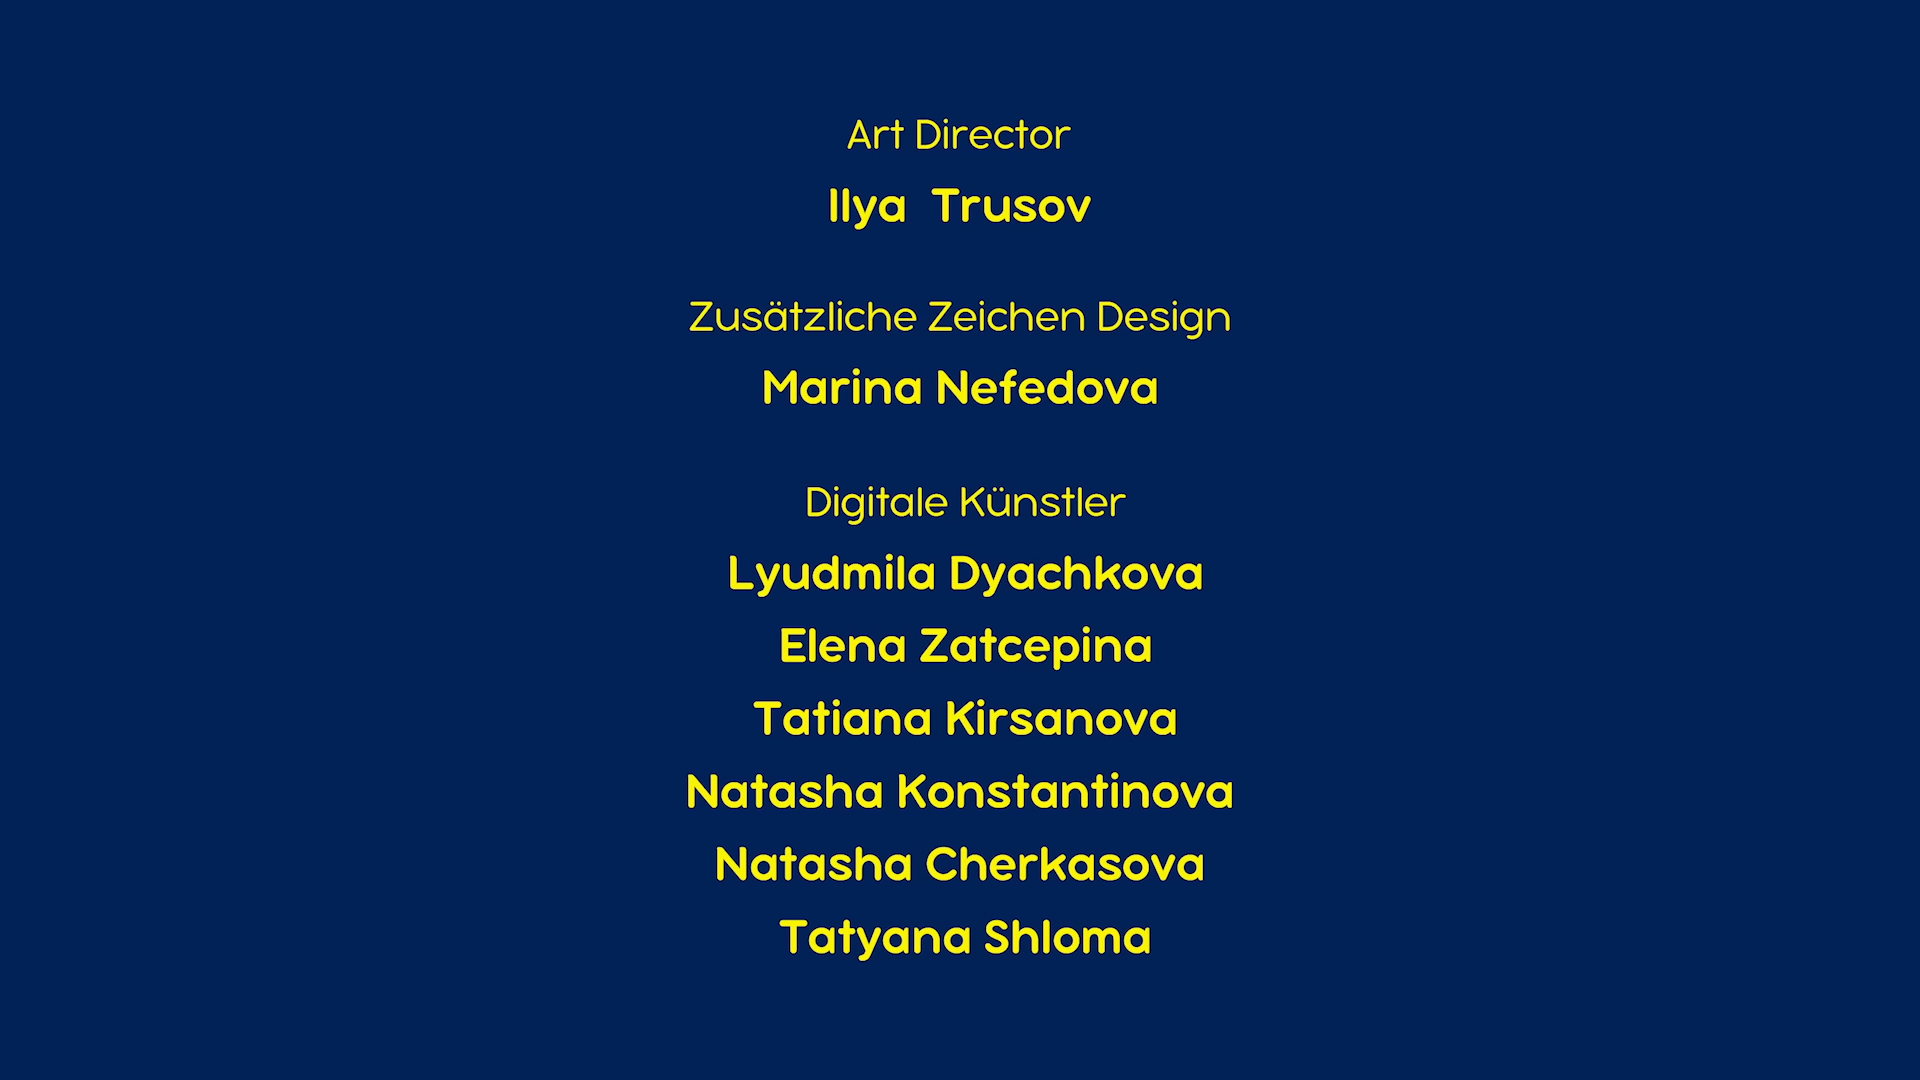 Art Director
Ilya Trusov
Zusätzliche Zeichen Design
Marina Nefedova
Digitale Künstler
Lyudmila Dyachkova
Elena Zatcepina
Tatiana Kirsanova
Natasha Konstantinova
Natasha Cherkasova
Tatyana Shloma